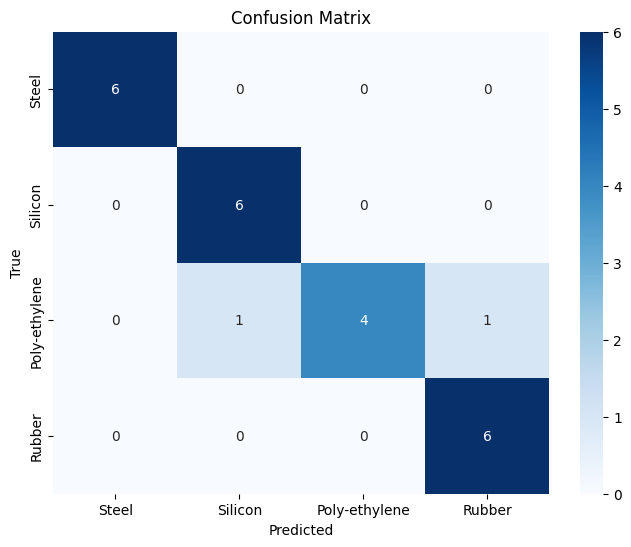 Confusion Matrix
Steel 6 0 0 0
Silicon 0 6 0 0
Poly-ethylene 0 1 4 1
Rubber 0 0 0 6
True
Steel Silicon Poly-ethylene Rubber
Predicted
6
5
4
3
2
1
0